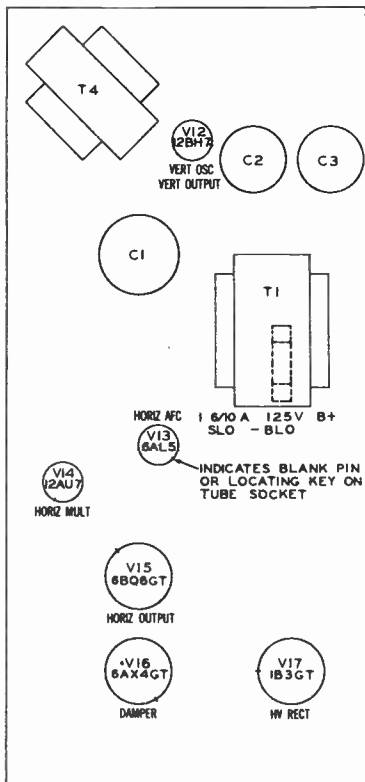 T4
V12
12BH7
VERT OSC
VERT OUTPUT
C2
C3
C1
T1
1 6/10 A 125V B+
SLO - BLO
HORIZ AFC
V13
6AL5
INDICATES BLANK PIN
OR LOCATING KEY ON
TUBE SOCKET
V14
12AU7
HORIZ MULT
V15
6BQ6GT
HORIZ OUTPUT
V16
6AX4GT
DAMPER
V17
1B3GT
HV RECT